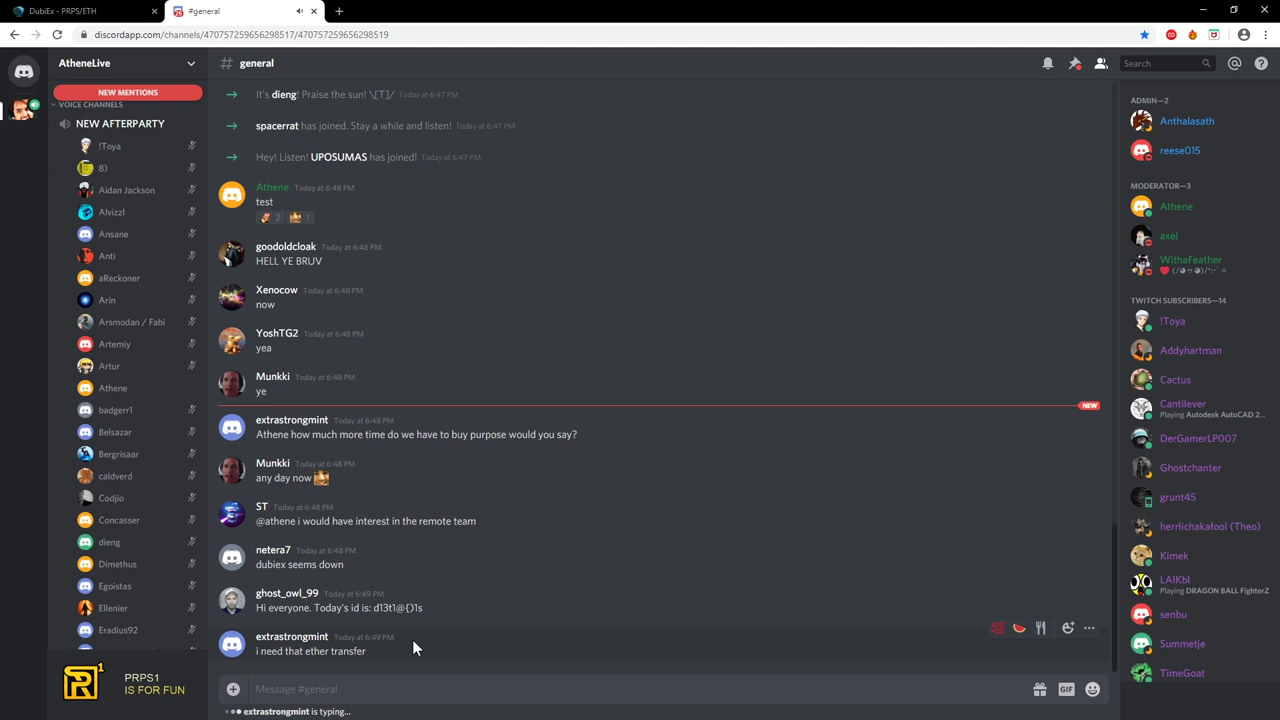 DubiEx - PRPS/ETH
#general
discordapp.com/channels/470757259656298517/470757259656298519
AtheneLive
# general
Search
NEW MENTIONS
VOICE CHANNELS
NEW AFTERPARTY
!Toya
8)
Aidan Jackson
Alvizzl
Ansane
Anti
aReckoner
Arin
Arsmodan / Fabi
Artemiy
Artur
Athene
badgerr1
Belsazar
Bergrisaar
caldverd
Codjio
Concasser
dieng
Dimethus
Egoistas
Ellenier
Eradius92
PRPS1
IS FOR FUN
It's dieng! Praise the sun! \[T]/ Today at 6:47 PM
spacerrat has joined. Stay a while and listen! Today at 6:47 PM
Hey! Listen! UPOSUMAS has joined! Today at 6:47 PM
Athene Today at 6:48 PM
test
2 1
goodoldcloak Today at 6:48 PM
HELL YE BRUV
Xenocow Today at 6:48 PM
now
YoshTG2 Today at 6:48 PM
yea
Munkki Today at 6:48 PM
ye
NEW
extrastrongmint Today at 6:48 PM
Athene how much more time do we have to buy purpose would you say?
Munkki Today at 6:48 PM
any day now
ST Today at 6:48 PM
@athene i would have interest in the remote team
netera7 Today at 6:48 PM
dubiex seems down
ghost_owl_99 Today at 6:49 PM
Hi everyone. Today's id is: d13t1@{)1s
extrastrongmint Today at 6:49 PM
i need that ether transfer
Message #general
GIF
extrastrongmint is typing...
ADMIN—2
Anthalasath
reese015
MODERATOR—3
Athene
axel
WithaFeather
TWITCH SUBSCRIBERS—14
!Toya
Addyhartman
Cactus
Cantilever
Playing Autodesk AutoCAD 2...
DerGamerLP007
Ghostchanter
grunt45
herrlichakafool (Theo)
Kimek
LAIKbl
Playing DRAGON BALL FighterZ
senbu
Summetje
TimeGoat